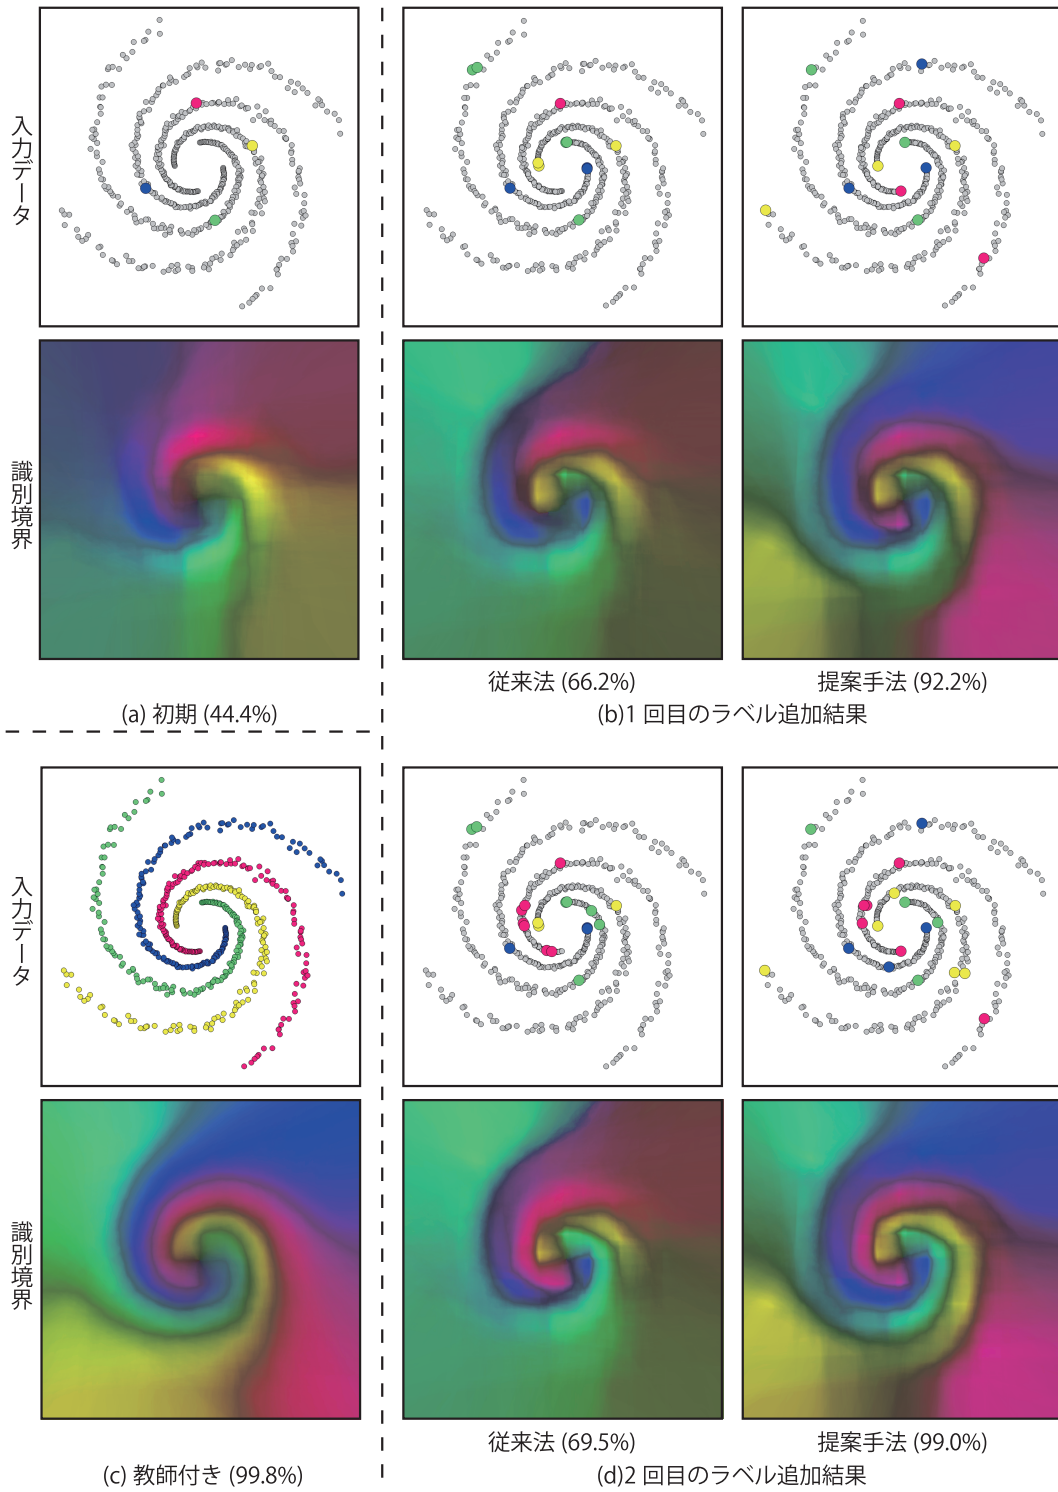 入力データ
識別境界
従来法 (66.2%)
提案手法 (92.2%)
(a) 初期 (44.4%)
(b)1 回目のラベル追加結果
入力データ
識別境界
従来法 (69.5%)
提案手法 (99.0%)
(c) 教師付き (99.8%)
(d)2 回目のラベル追加結果